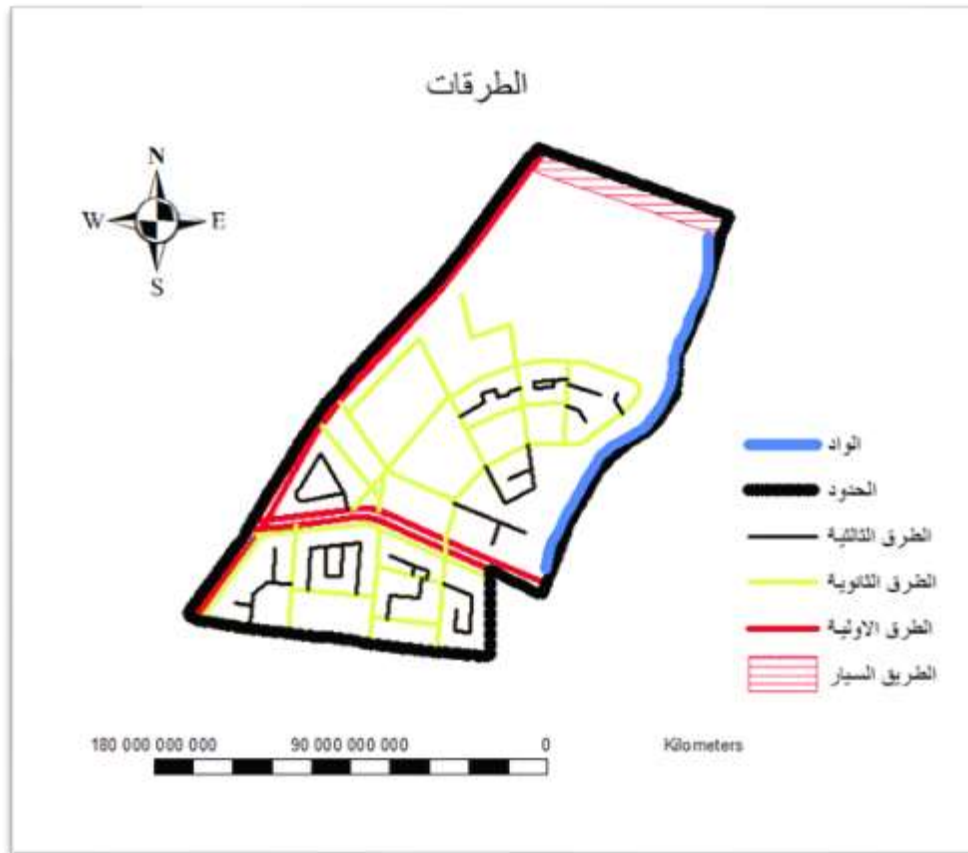 الطرقات
N
W E
S
الواد
الحدود
الطرق الثالثية
الطرق الثانوية
الطرق الاولية
الطريق السيار
180 000 000 000 90 000 000 000 0 Kilometers